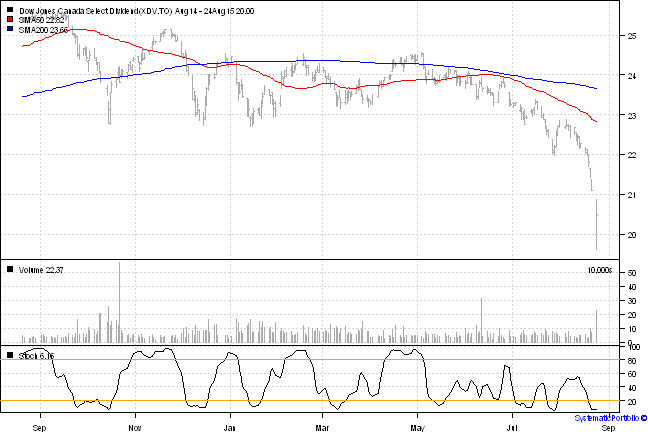 Dow Jones Canada Select Dividend(XDV.TO) Aug 14 - 24Aug15 20.00
SMA50 22.82
SMA200 23.66
25
24
23
22
21
20
Volume 22.37
10,000s
50
40
30
20
10
0
Stoch 6.16
100
80
60
40
20
Sep Nov Jan Mar May Jul Sep
SystematicPortfolio ©